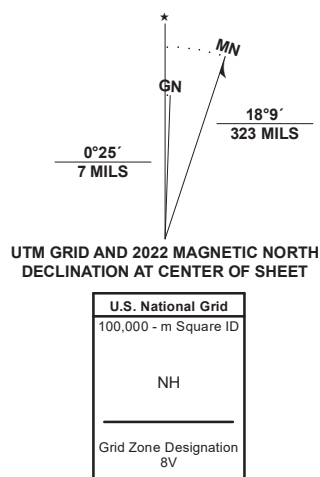 MN
GN
18°9´
323 MILS
0°25´
7 MILS
UTM GRID AND 2022 MAGNETIC NORTH
DECLINATION AT CENTER OF SHEET
U.S. National Grid
100,000 - m Square ID
NH
Grid Zone Designation
8V